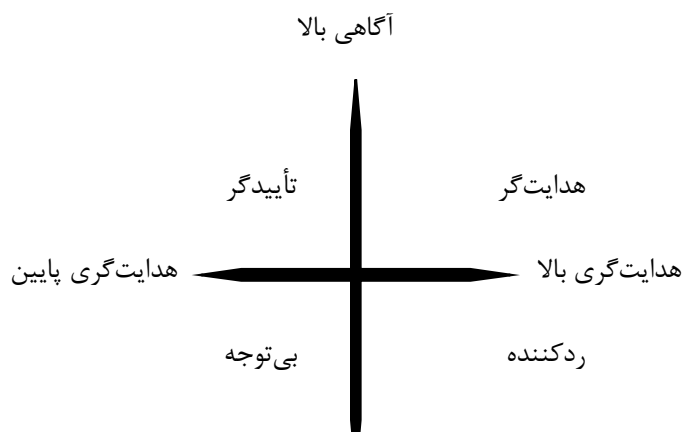 آگاهی بالا
هدایت‌گر
تأییدگر
هدایت‌گری بالا
هدایت‌گری پایین
ردکننده
بی‌توجه